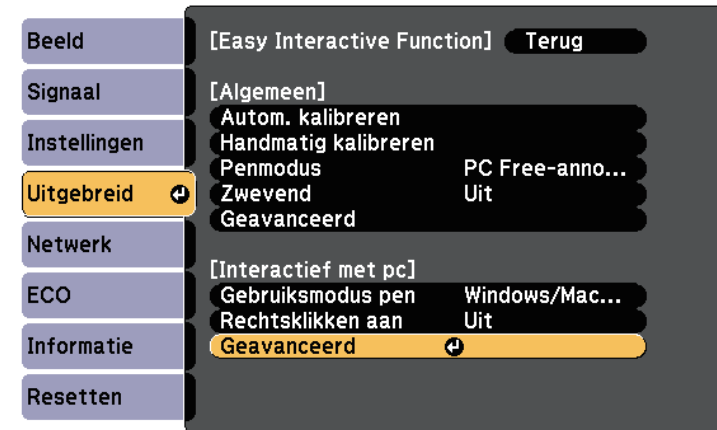 Beeld
Signaal
Instellingen
Uitgebreid
Netwerk
ECO
Informatie
Resetten
[Easy Interactive Function] Terug
[Algemeen]
Autom. kalibreren
Handmatig kalibreren
Penmodus PC Free-anno...
Zwevend Uit
Geavanceerd
[Interactief met pc]
Gebruiksmodus pen Windows/Mac...
Rechtsklikken aan Uit
Geavanceerd